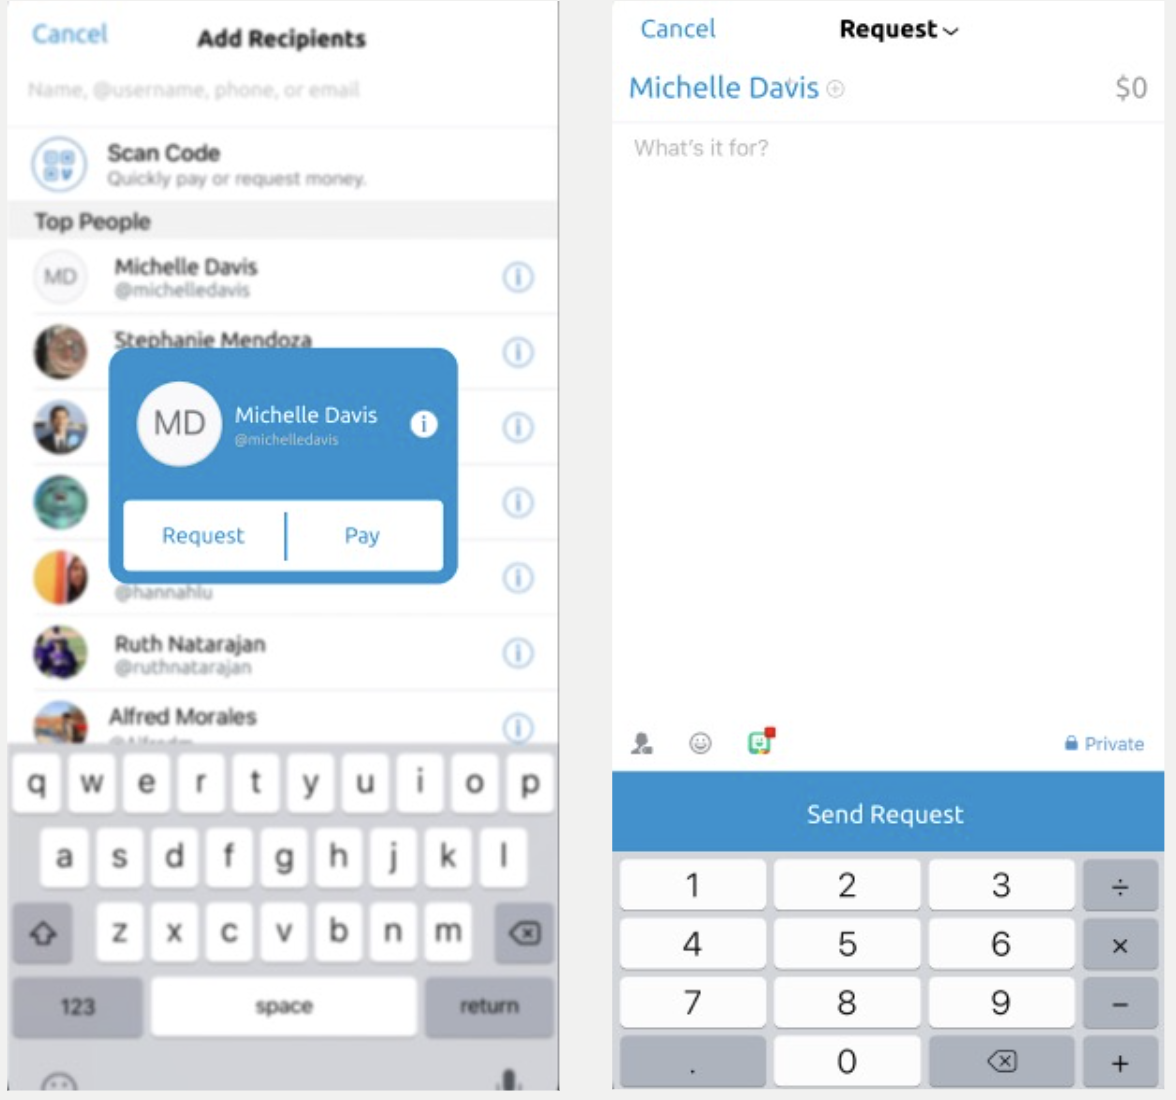 Cancel
Add Recipients
Name, @username, phone, or email
Scan Code
Quickly pay or request money.
Top People
MD
Michelle Davis
@michelledavis
Stephanie Mendoza
MD
Michelle Davis
@michelledavis
Request
Pay
@hannahlu
Ruth Natarajan
@ruthnatarajan
Alfred Morales
q w e r t y u i o p
a s d f g h j k l
z x c v b n m
123 space return
Cancel
Request
Michelle Davis
$0
What's it for?
Private
Send Request
1 2 3 ÷
4 5 6 ×
7 8 9 −
. 0 +